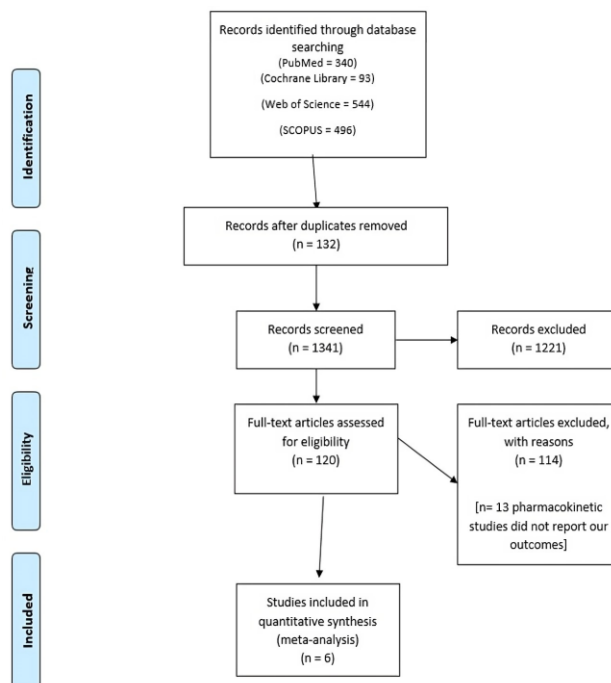 Records identified through database
searching
(PubMed = 340)
(Cochrane Library = 93)
(Web of Science = 544)
(SCOPUS = 496)
Identification
Records after duplicates removed
(n = 132)
Screening
Records screened
(n = 1341)
Records excluded
(n = 1221)
Eligibility
Full-text articles assessed
for eligibility
(n = 120)
Full-text articles excluded,
with reasons
(n = 114)
[n= 13 pharmacokinetic
studies did not report our
outcomes]
Included
Studies included in
quantitative synthesis
(meta-analysis)
(n = 6)